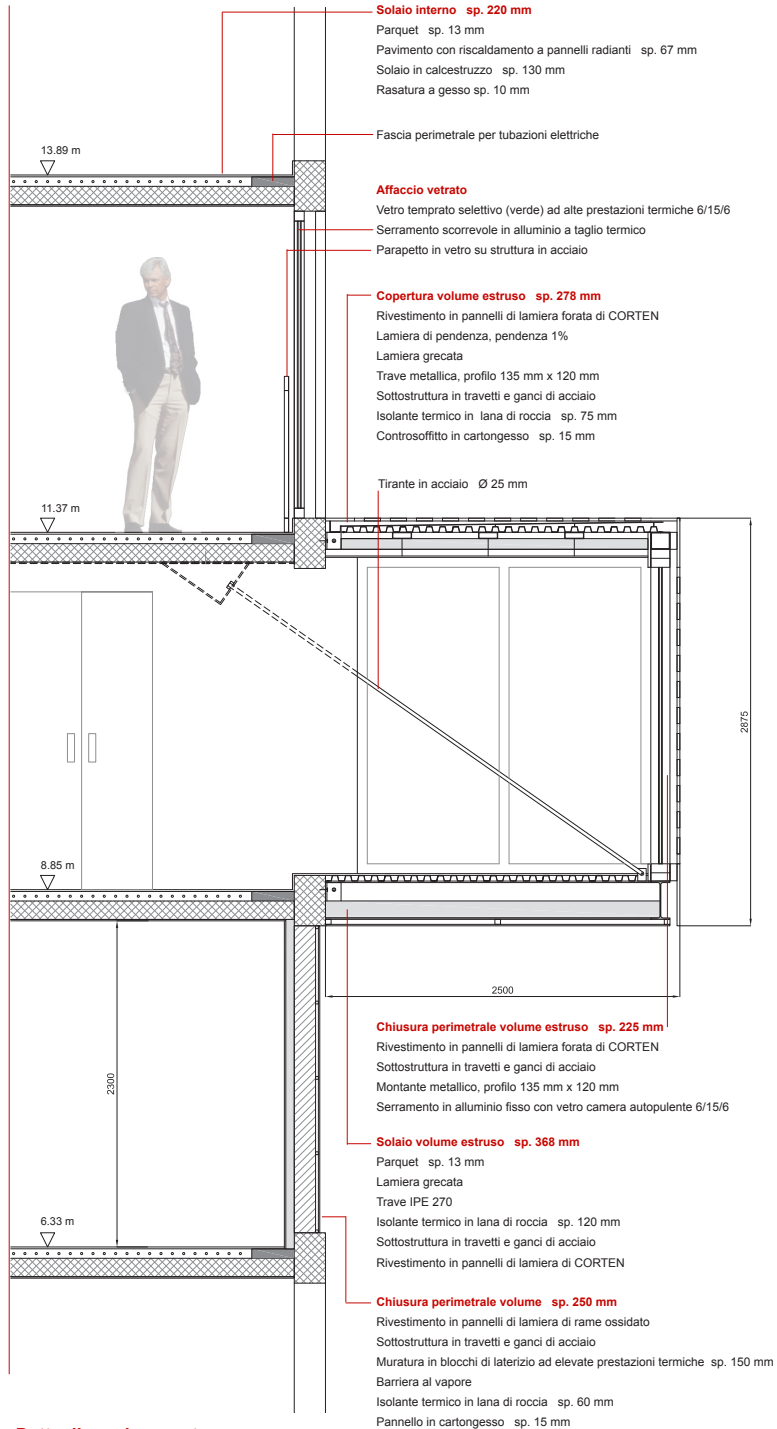 Solaio interno sp. 220 mm
Parquet sp. 13 mm
Pavimento con riscaldamento a pannelli radianti sp. 67 mm
Solaio in calcestruzzo sp. 130 mm
Rasatura a gesso sp. 10 mm
Fascia perimetrale per tubazioni elettriche
13.89 m
Affaccio vetrato
Vetro temprato selettivo (verde) ad alte prestazioni termiche 6/15/6
Serramento scorrevole in alluminio a taglio termico
Parapetto in vetro su struttura in acciaio
Copertura volume estruso sp. 278 mm
Rivestimento in pannelli di lamiera forata di CORTEN
Lamiera di pendenza, pendenza 1%
Lamiera grecata
Trave metallica, profilo 135 mm x 120 mm
Sottostruttura in travetti e ganci di acciaio
Isolante termico in lana di roccia sp. 75 mm
Controsoffitto in cartongesso sp. 15 mm
Tirante in acciaio Ø 25 mm
11.37 m
2875
8.85 m
2500
Chiusura perimetrale volume estruso sp. 225 mm
Rivestimento in pannelli di lamiera forata di CORTEN
Sottostruttura in travetti e ganci di acciaio
Montante metallico, profilo 135 mm x 120 mm
Serramento in alluminio fisso con vetro camera autopulente 6/15/6
2300
Solaio volume estruso sp. 368 mm
Parquet sp. 13 mm
Lamiera grecata
Trave IPE 270
Isolante termico in lana di roccia sp. 120 mm
Sottostruttura in travetti e ganci di acciaio
Rivestimento in pannelli di lamiera di CORTEN
6.33 m
Chiusura perimetrale volume sp. 250 mm
Rivestimento in pannelli di lamiera di rame ossidato
Sottostruttura in travetti e ganci di acciaio
Muratura in blocchi di laterizio ad elevate prestazioni termiche sp. 150 mm
Barriera al vapore
Isolante termico in lana di roccia sp. 60 mm
Pannello in cartongesso sp. 15 mm